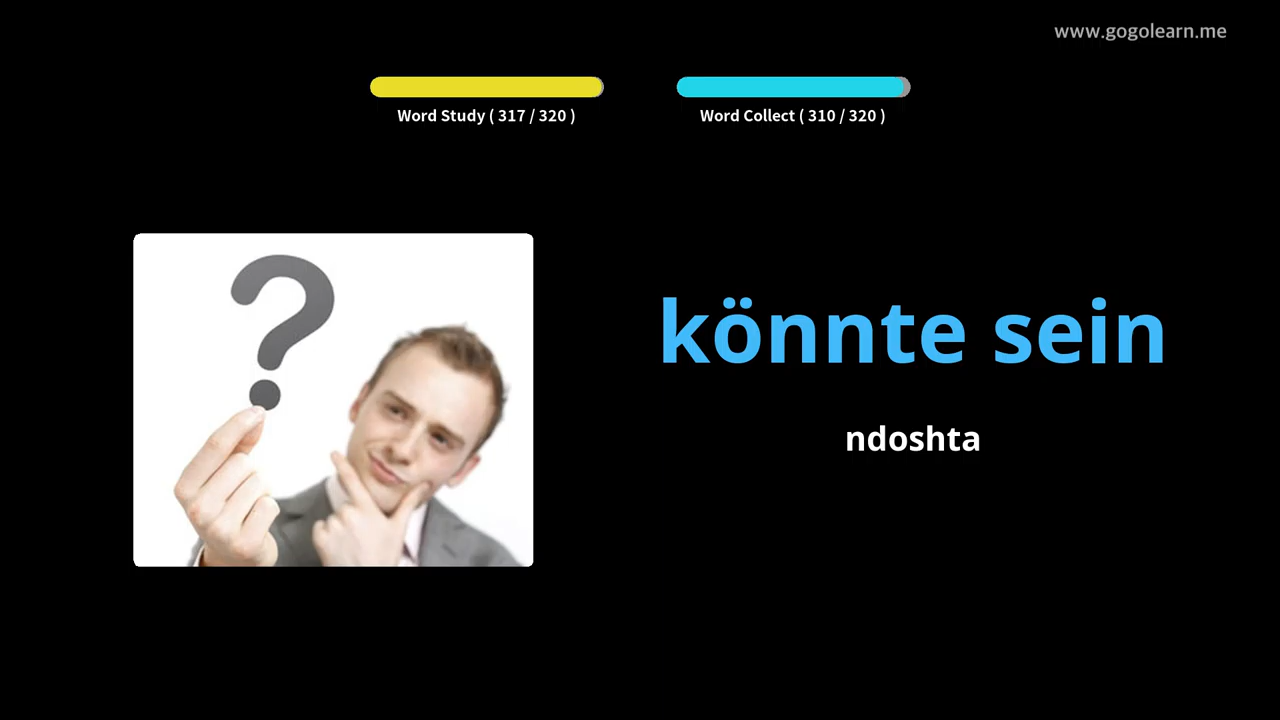 www.gogolearn.me
Word Study ( 317 / 320 )
Word Collect ( 310 / 320 )
?
könnte sein
ndoshta